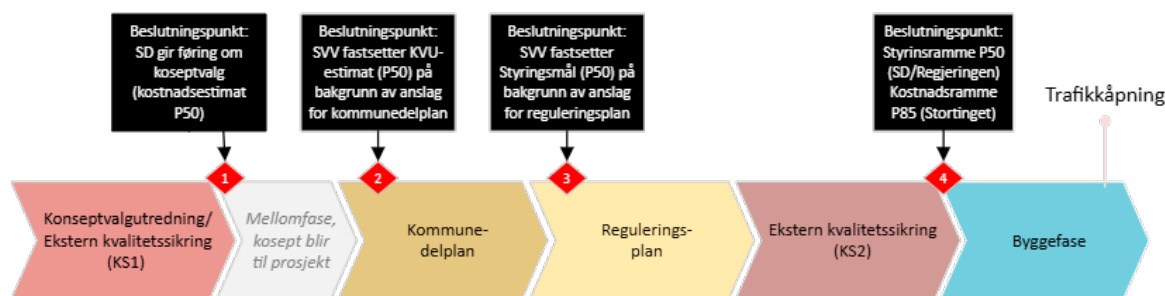 Beslutningspunkt:
SD gir føring om
koseptvalg
(kostnadsestimat
P50)
Beslutningspunkt:
SVV fastsetter KVU-
estimat (P50) på
bakgrunn av anslag
for kommunedelplan
Beslutningspunkt:
SVV fastsetter
Styringsmål (P50) på
bakgrunn av anslag
for reguleringsplan
Beslutningspunkt:
Styrinsramme P50
(SD/Regjeringen)
Kostnadsramme
P85 (Stortinget)
Trafikkåpning
1
2
3
4
Konseptvalgutredning/
Ekstern kvalitetssikring
(KS1)
Mellomfase,
kosept blir
til prosjekt
Kommune-
delplan
Regulerings-
plan
Ekstern kvalitetssikring
(KS2)
Byggefase